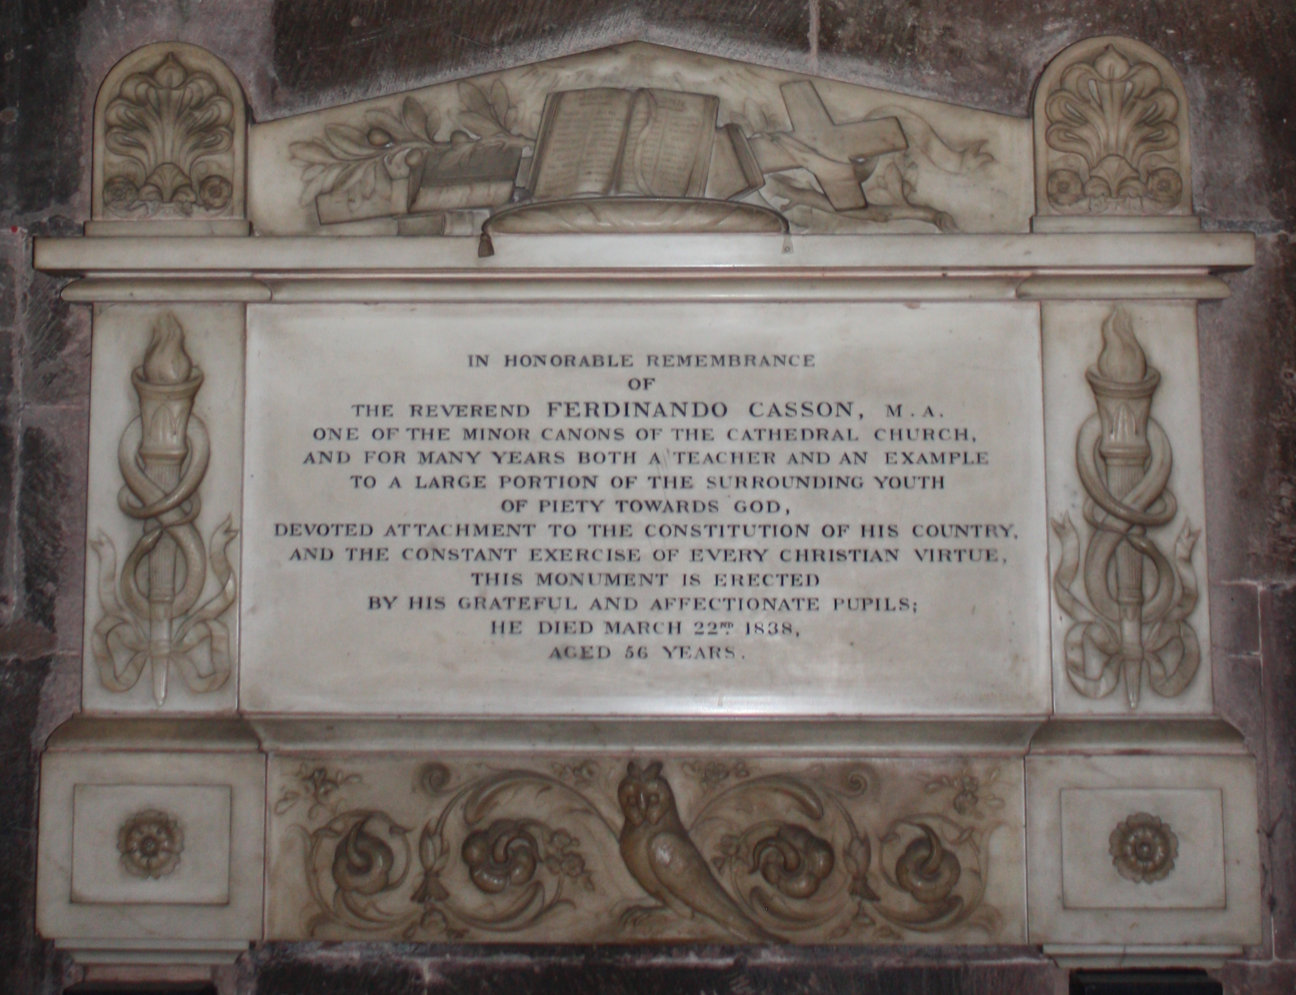 IN HONORABLE REMEMBRANCE
OF
THE REVEREND FERDINANDO CASSON, M.A.
ONE OF THE MINOR CANONS OF THE CATHEDRAL CHURCH,
AND FOR MANY YEARS BOTH A TEACHER AND AN EXAMPLE
TO A LARGE PORTION OF THE SURROUNDING YOUTH
OF PIETY TOWARDS GOD,
DEVOTED ATTACHMENT TO THE CONSTITUTION OF HIS COUNTRY,
AND THE CONSTANT EXERCISE OF EVERY CHRISTIAN VIRTUE,
THIS MONUMENT IS ERECTED
BY HIS GRATEFUL AND AFFECTIONATE PUPILS;
HE DIED MARCH 22ND 1838,
AGED 56 YEARS.